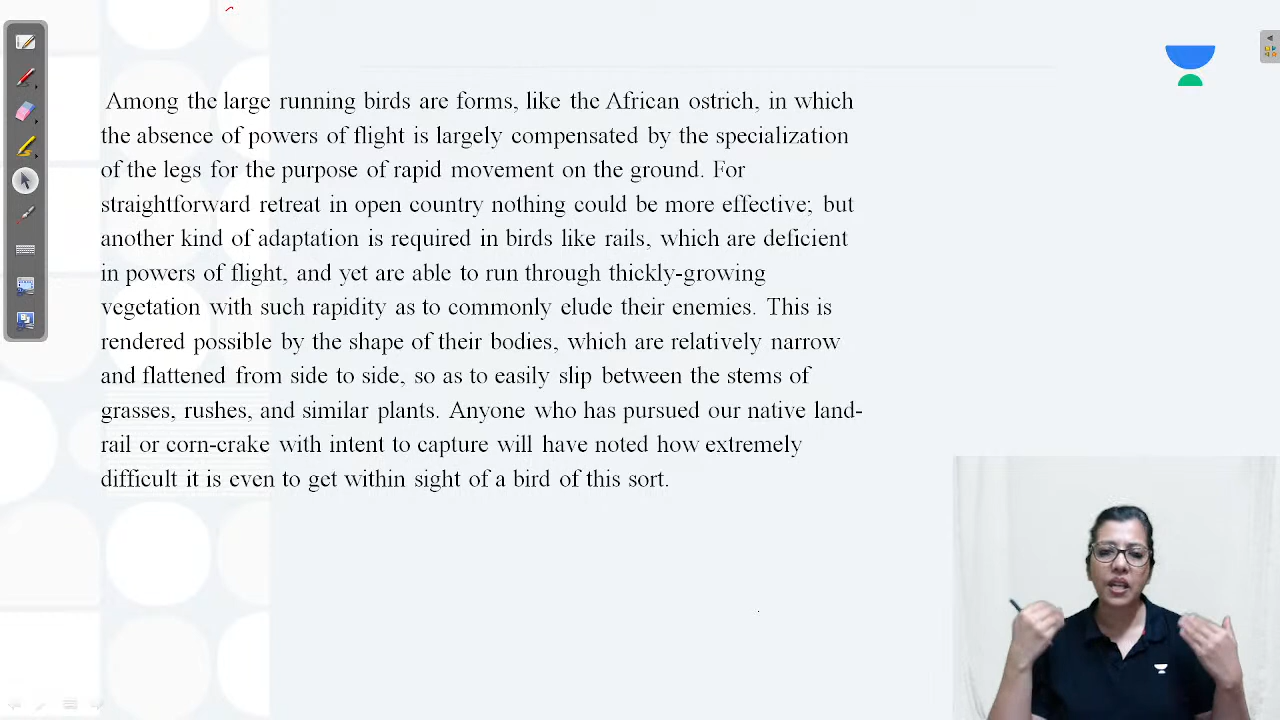 Among the large running birds are forms, like the African ostrich, in which
the absence of powers of flight is largely compensated by the specialization
of the legs for the purpose of rapid movement on the ground. For
straightforward retreat in open country nothing could be more effective; but
another kind of adaptation is required in birds like rails, which are deficient
in powers of flight, and yet are able to run through thickly-growing
vegetation with such rapidity as to commonly elude their enemies. This is
rendered possible by the shape of their bodies, which are relatively narrow
and flattened from side to side, so as to easily slip between the stems of
grasses, rushes, and similar plants. Anyone who has pursued our native land-
rail or corn-crake with intent to capture will have noted how extremely
difficult it is even to get within sight of a bird of this sort.